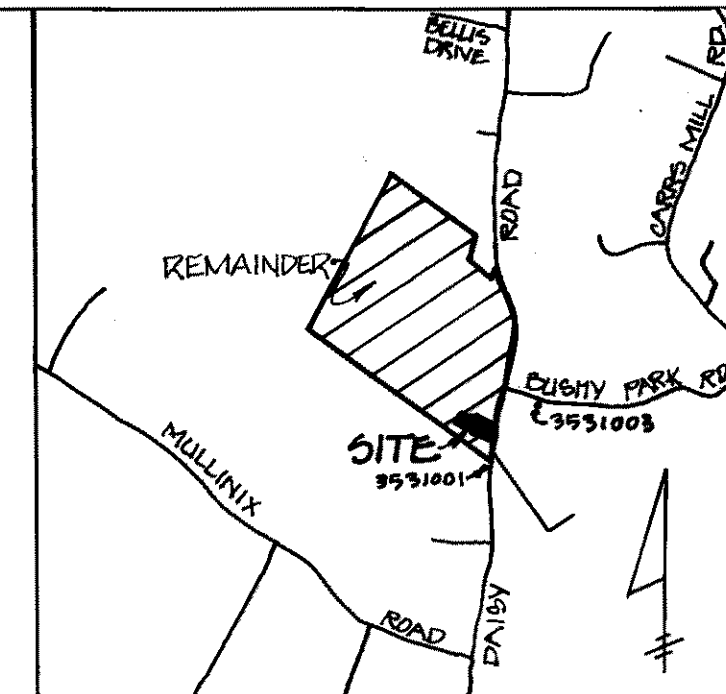 BELLIS
DRIVE
ROAD
CARRS MILL RD
REMAINDER
BUSHY PARK RD
3531003
SITE
3531001
MULLINIX
ROAD
DAISY